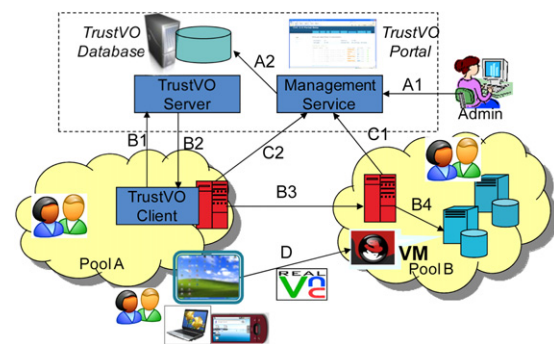 TrustVO
Database
TrustVO
Portal
A2
TrustVO
Server
Management
Service
A1
Admin
B1
B2
C2
C1
TrustVO
Client
B3
B4
Pool A
D
VM
Pool B
REAL
Vnc